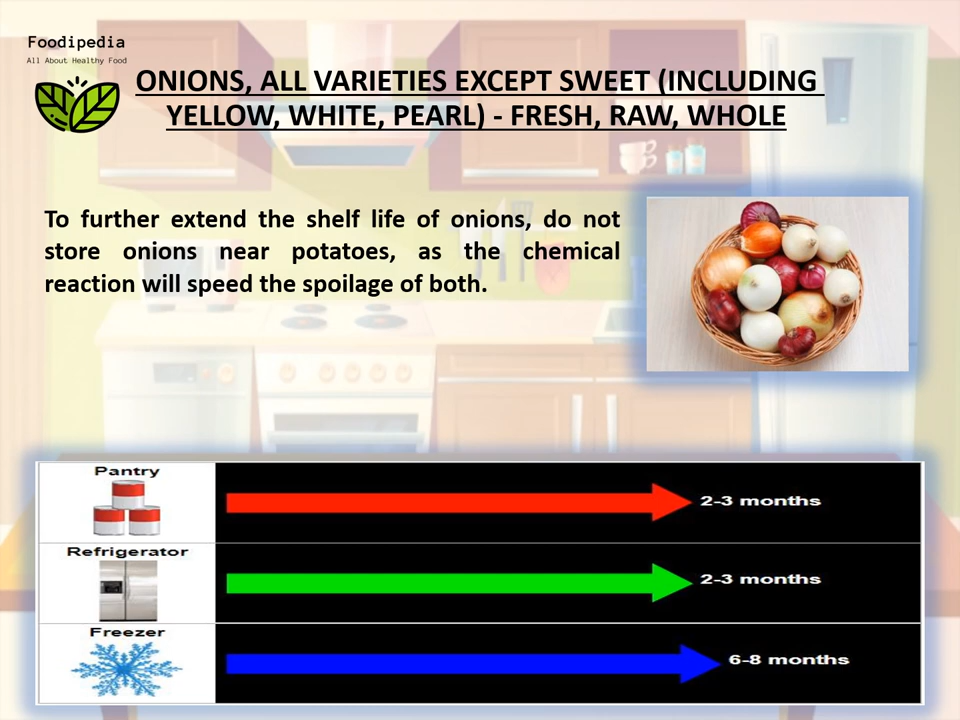 Foodipedia
All About Healthy Food
ONIONS, ALL VARIETIES EXCEPT SWEET (INCLUDING
YELLOW, WHITE, PEARL) - FRESH, RAW, WHOLE
To further extend the shelf life of onions, do not
store onions near potatoes, as the chemical
reaction will speed the spoilage of both.
Pantry
2-3 months
Refrigerator
2-3 months
Freezer
6-8 months